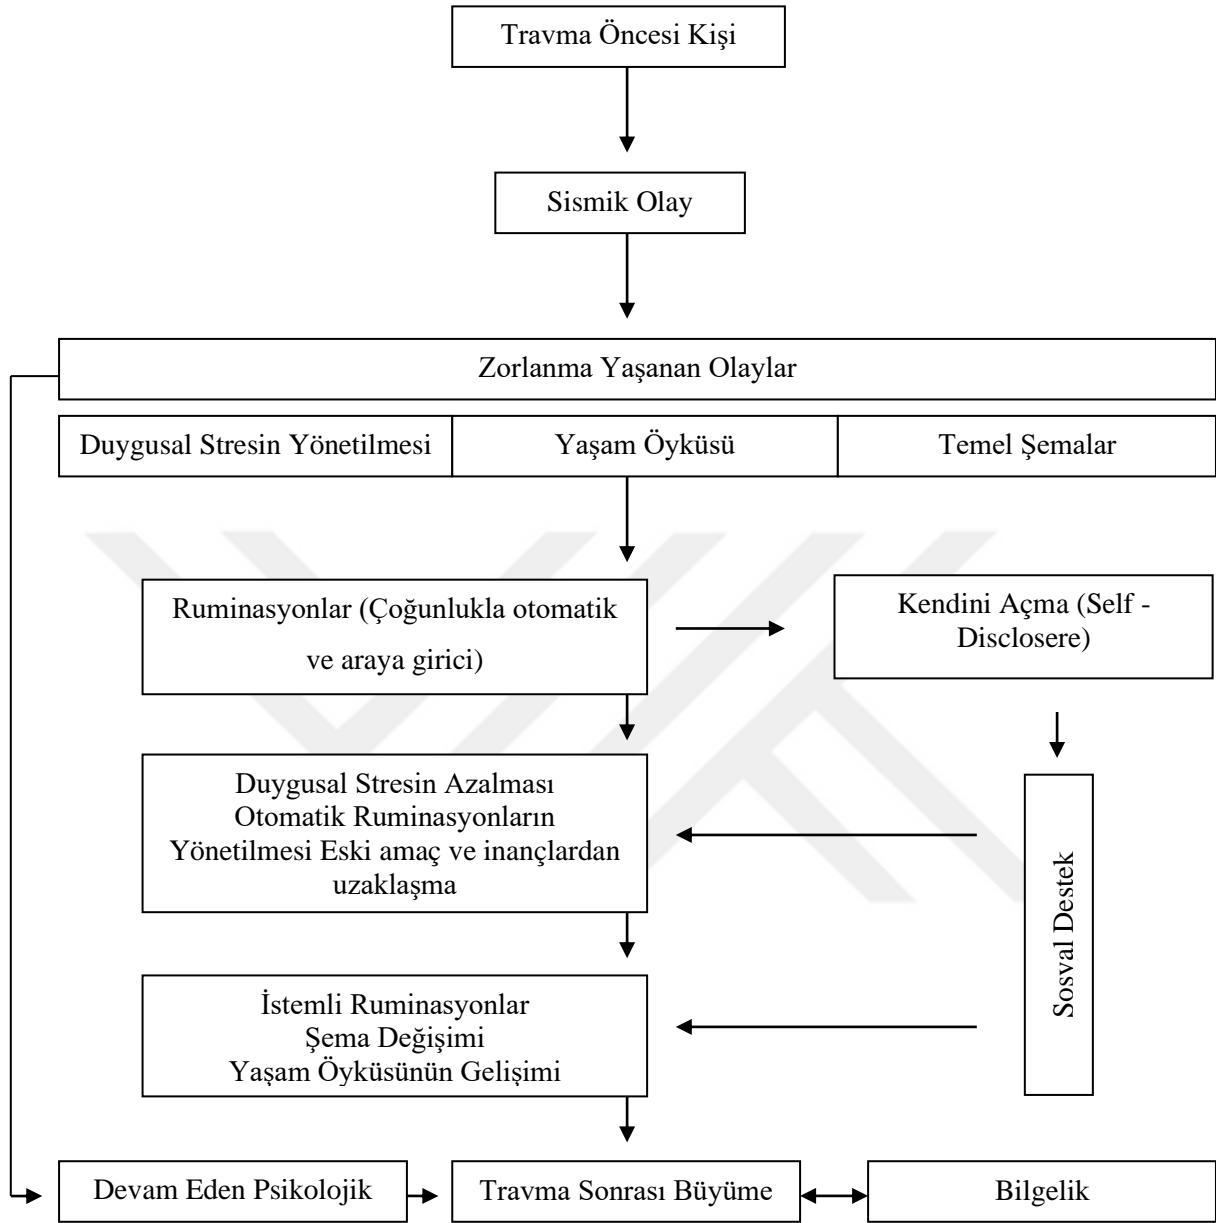 Travma Öncesi Kişi
Sismik Olay
Zorlanma Yaşanan Olaylar
Duygusal Stresin Yönetilmesi
Yaşam Öyküsü
Temel Şemalar
Ruminasyonlar (Çoğunlukla otomatik
ve araya girici)
Kendini Açma (Self -
Disclosere)
Duygusal Stresin Azalması
Otomatik Ruminasyonların
Yönetilmesi Eski amaç ve inançlardan
uzaklaşma
Sosyal Destek
İstemli Ruminasyonlar
Şema Değişimi
Yaşam Öyküsünün Gelişimi
Devam Eden Psikolojik
Travma Sonrası Büyüme
Bilgelik